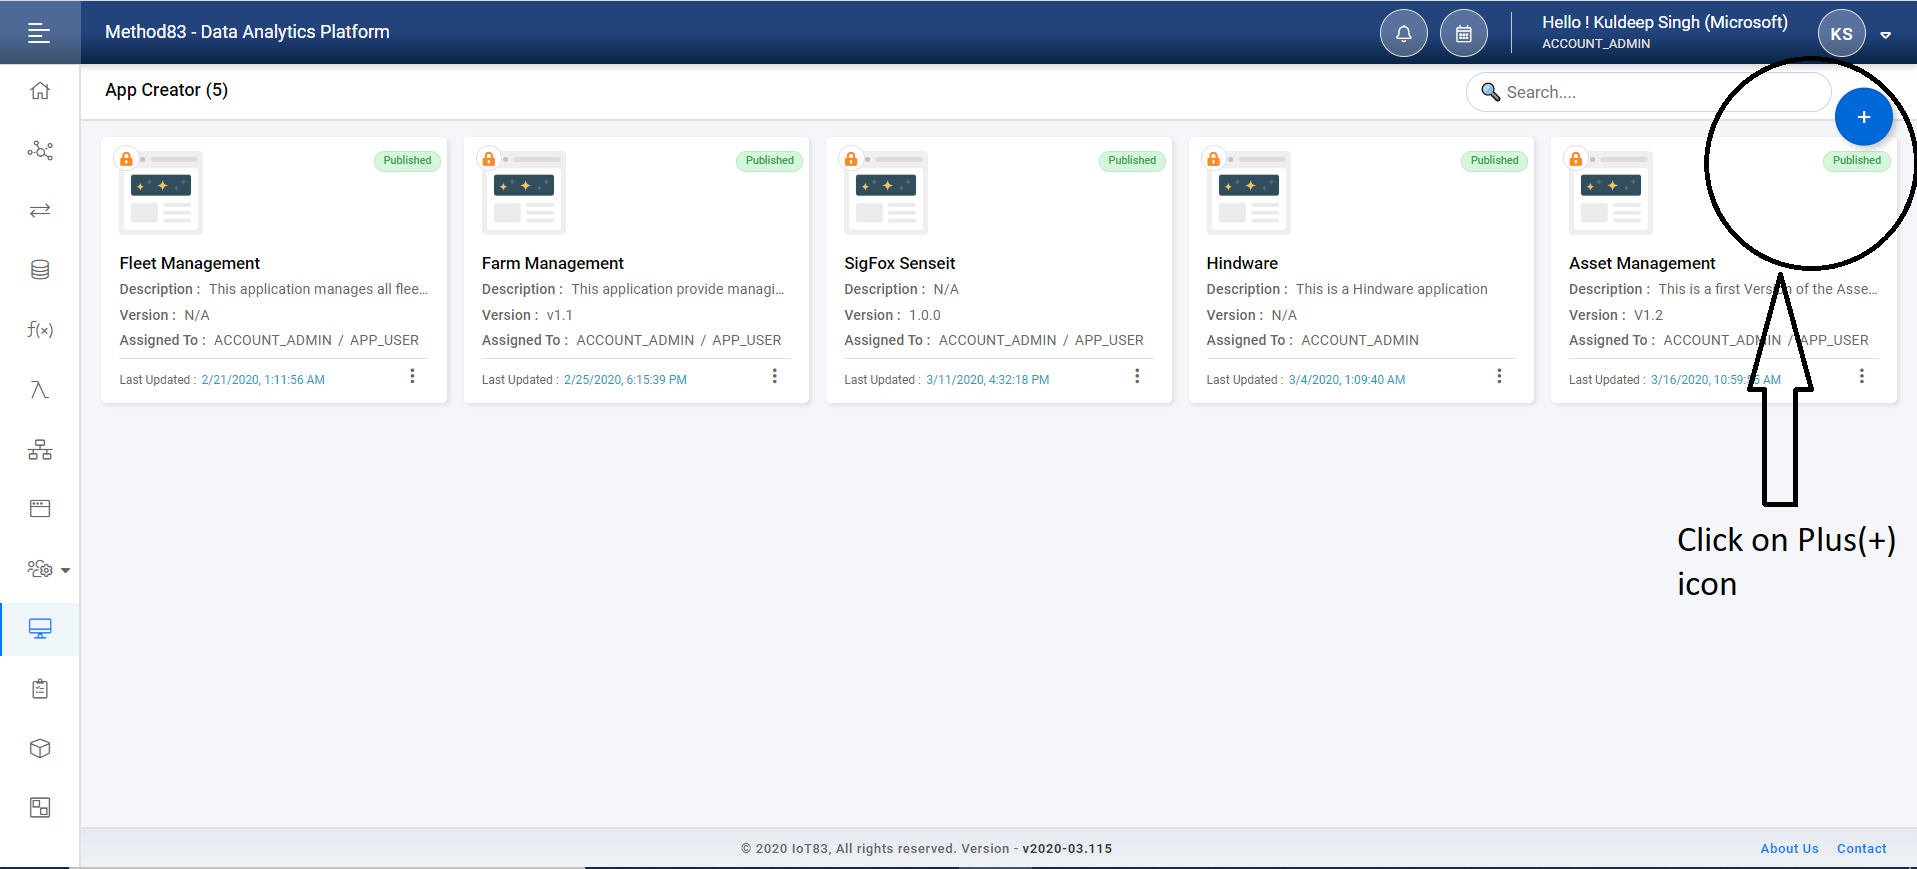 Method83 - Data Analytics Platform
Hello ! Kuldeep Singh (Microsoft)
ACCOUNT_ADMIN
KS
App Creator (5)
Search....
+
Published
Fleet Management
Description : This application manages all flee...
Version : N/A
Assigned To : ACCOUNT_ADMIN / APP_USER
Last Updated : 2/21/2020, 1:11:56 AM
Published
Farm Management
Description : This application provide managi...
Version : v1.1
Assigned To : ACCOUNT_ADMIN / APP_USER
Last Updated : 2/25/2020, 6:15:39 PM
Published
SigFox Senseit
Description : N/A
Version : 1.0.0
Assigned To : ACCOUNT_ADMIN / APP_USER
Last Updated : 3/11/2020, 4:32:18 PM
Published
Hindware
Description : This is a Hindware application
Version : N/A
Assigned To : ACCOUNT_ADMIN
Last Updated : 3/4/2020, 1:09:40 AM
Published
Asset Management
Description : This is a first Version of the Asse...
Version : V1.2
Assigned To : ACCOUNT_ADMIN / APP_USER
Last Updated : 3/16/2020, 10:59:56 AM
Click on Plus(+)
icon
f(x)
© 2020 IoT83, All rights reserved. Version - v2020-03.115
About Us Contact